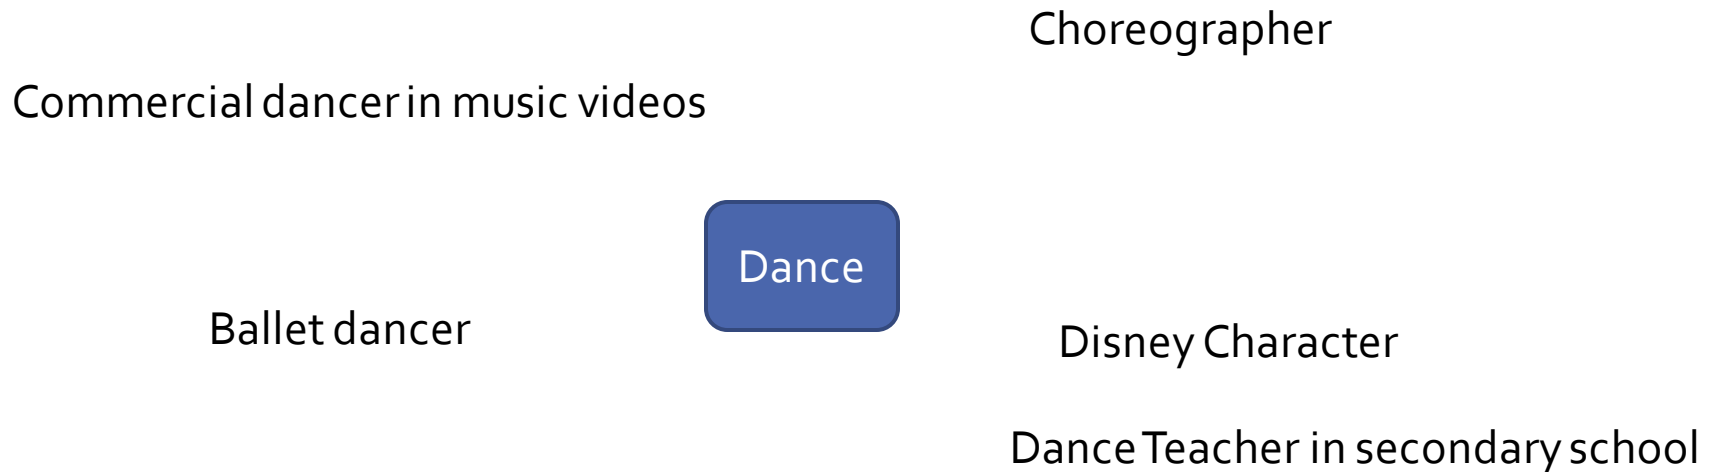 Choreographer
Commercial dancer in music videos
Dance
Ballet dancer
Disney Character
Dance Teacher in secondary school